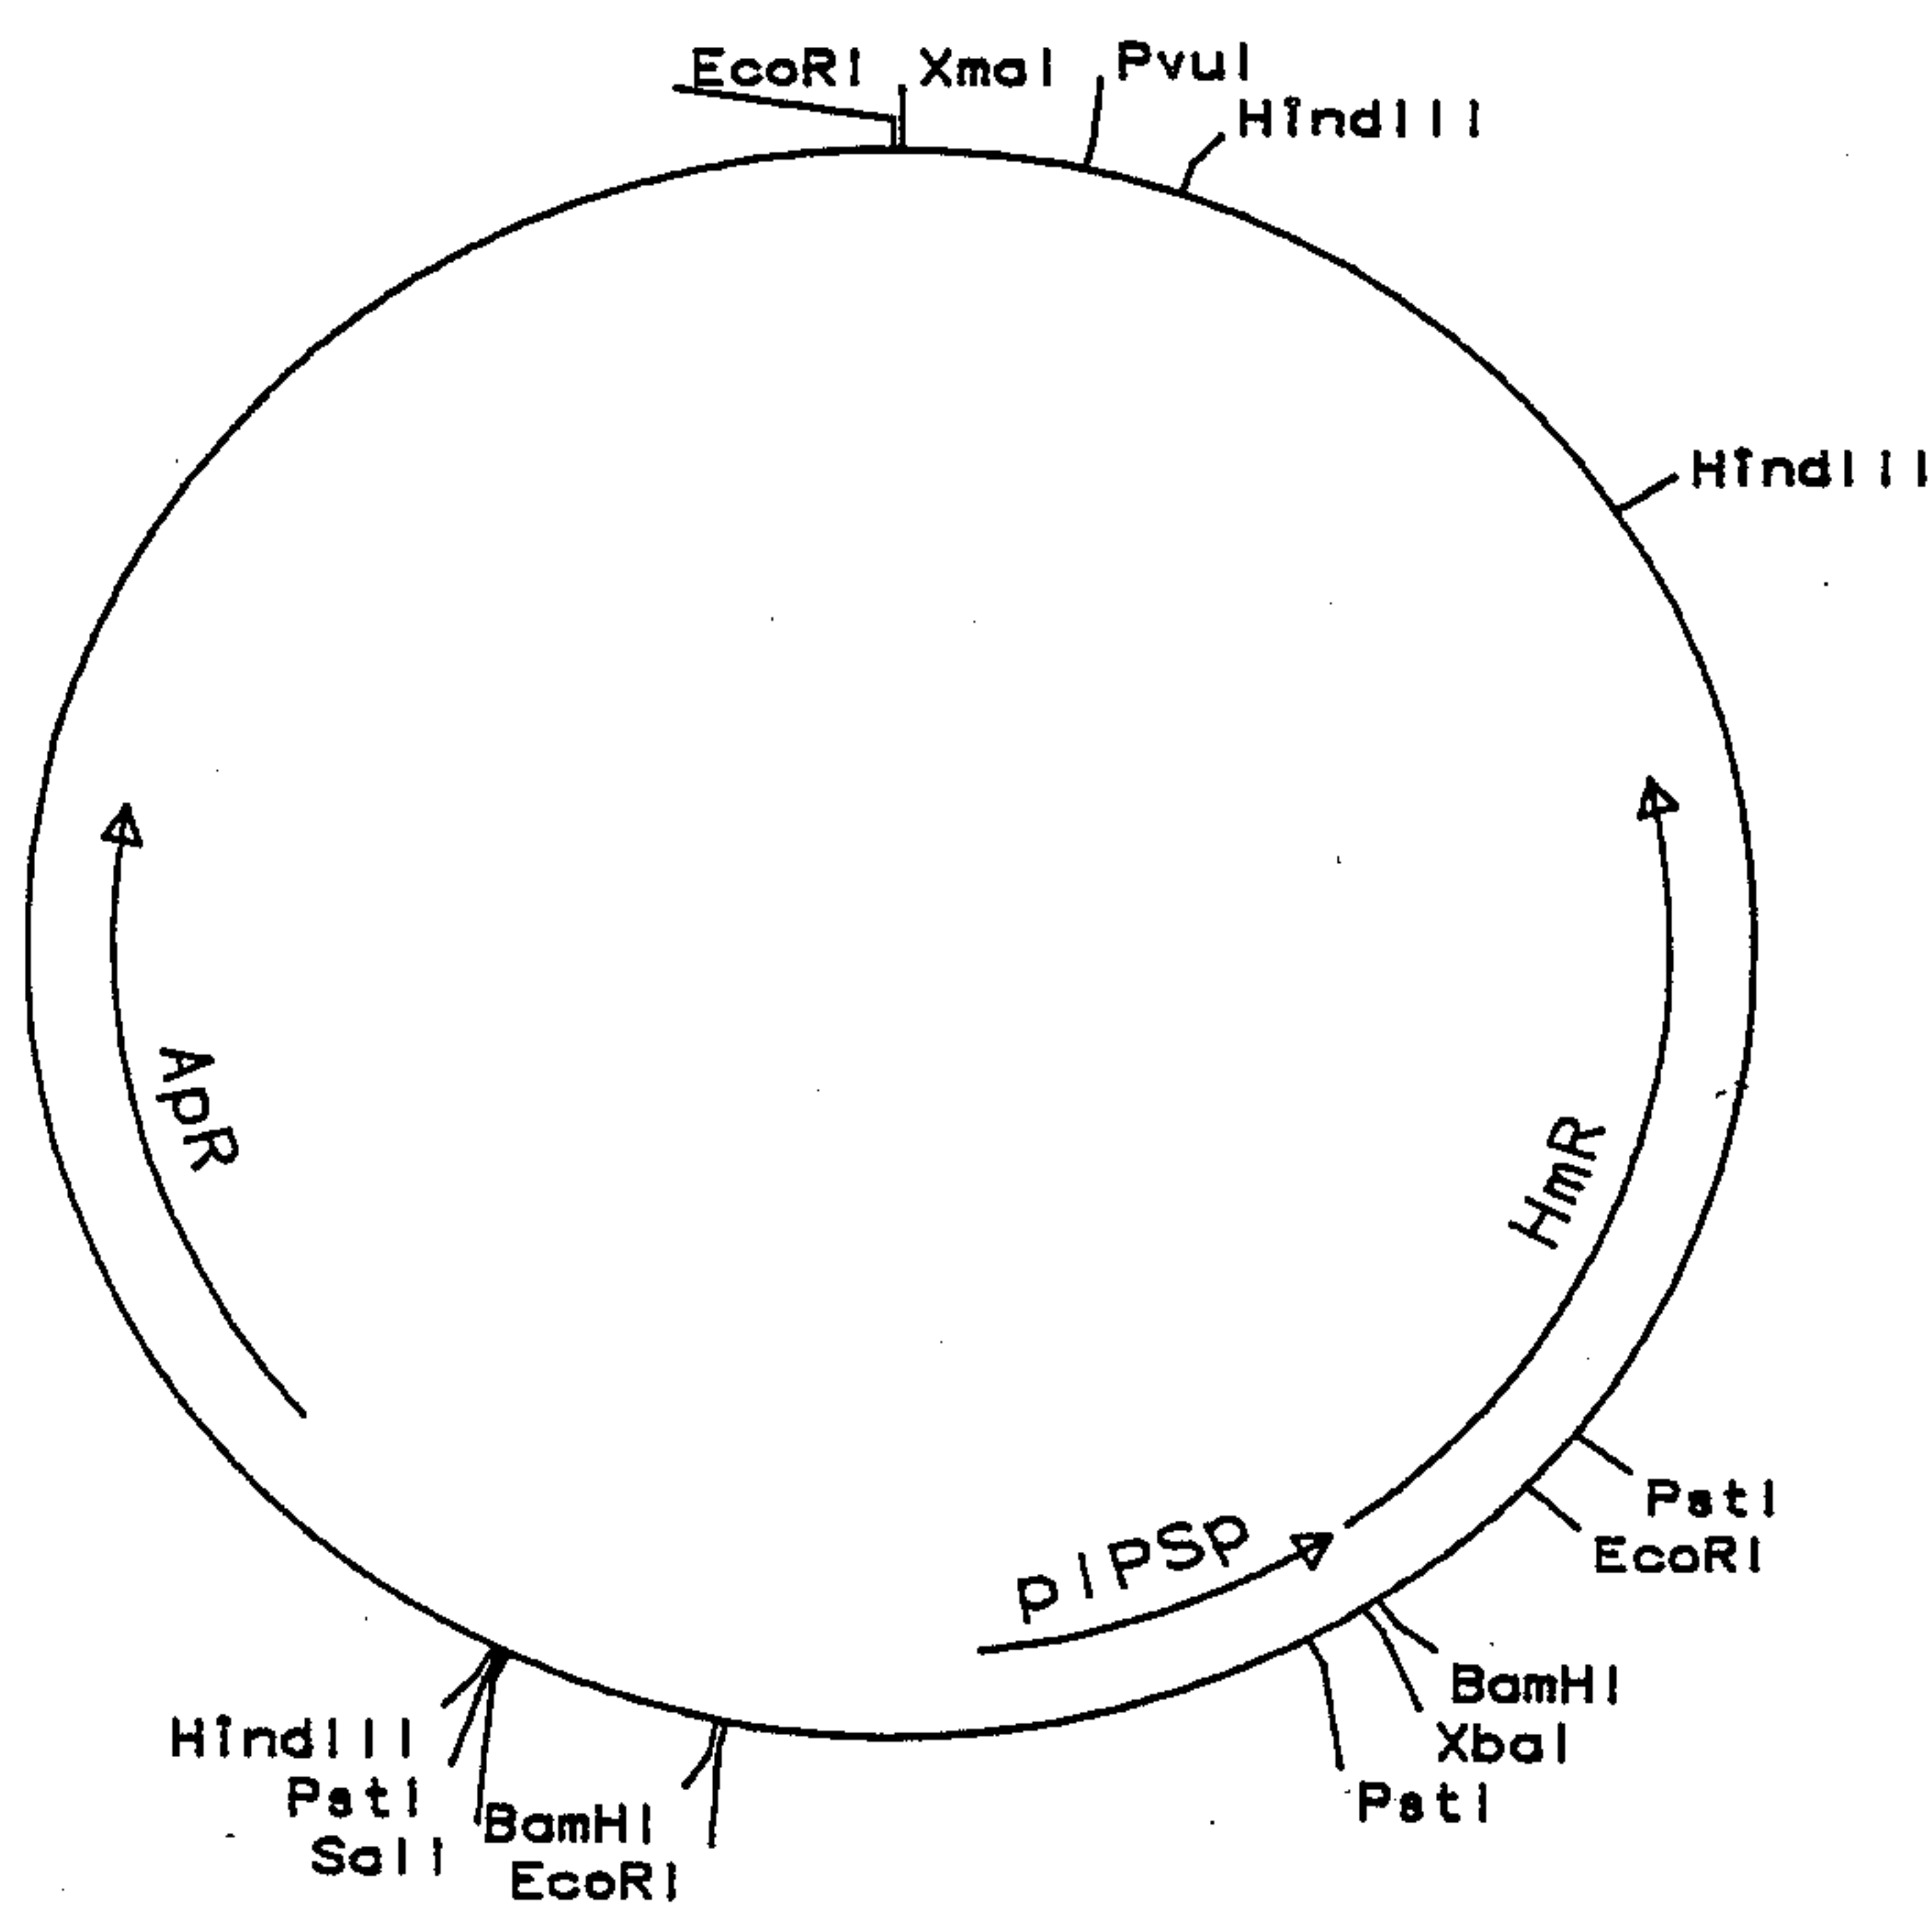 EcoRI
XmaI
PvuI
HindIII
HindIII
ApR
HmR
pIPSP
PstI
EcoRI
BamHI
XbaI
PstI
HindIII
PstI
SalI
BamHI
EcoRI